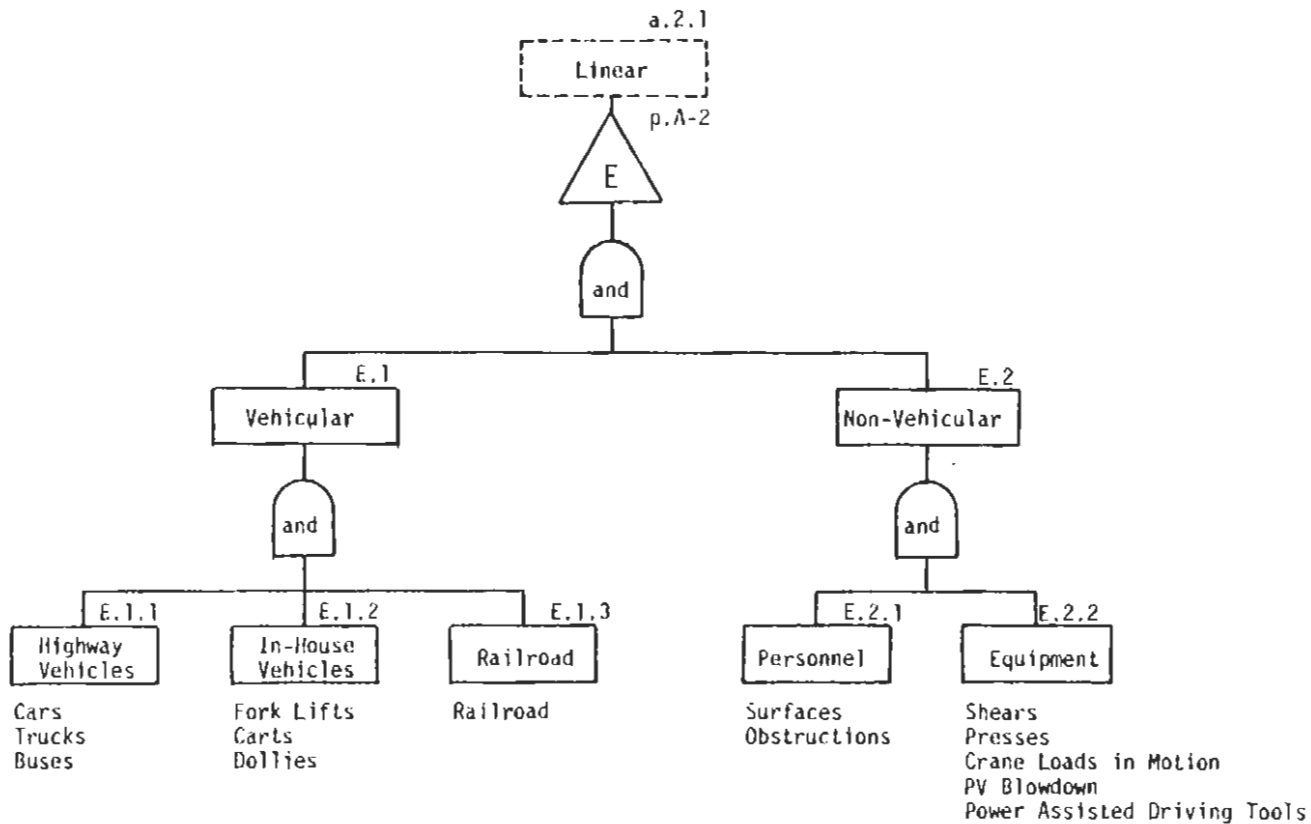 a.2.1
Linear
p.A-2
E
and
E.1
Vehicular
E.2
Non-Vehicular
and
and
E.1.1
Highway
Vehicles
E.1.2
In-House
Vehicles
E.1.3
Railroad
E.2.1
Personnel
E.2.2
Equipment
Cars
Trucks
Buses
Fork Lifts
Carts
Dollies
Railroad
Surfaces
Obstructions
Shears
Presses
Crane Loads in Motion
PV Blowdown
Power Assisted Driving Tools